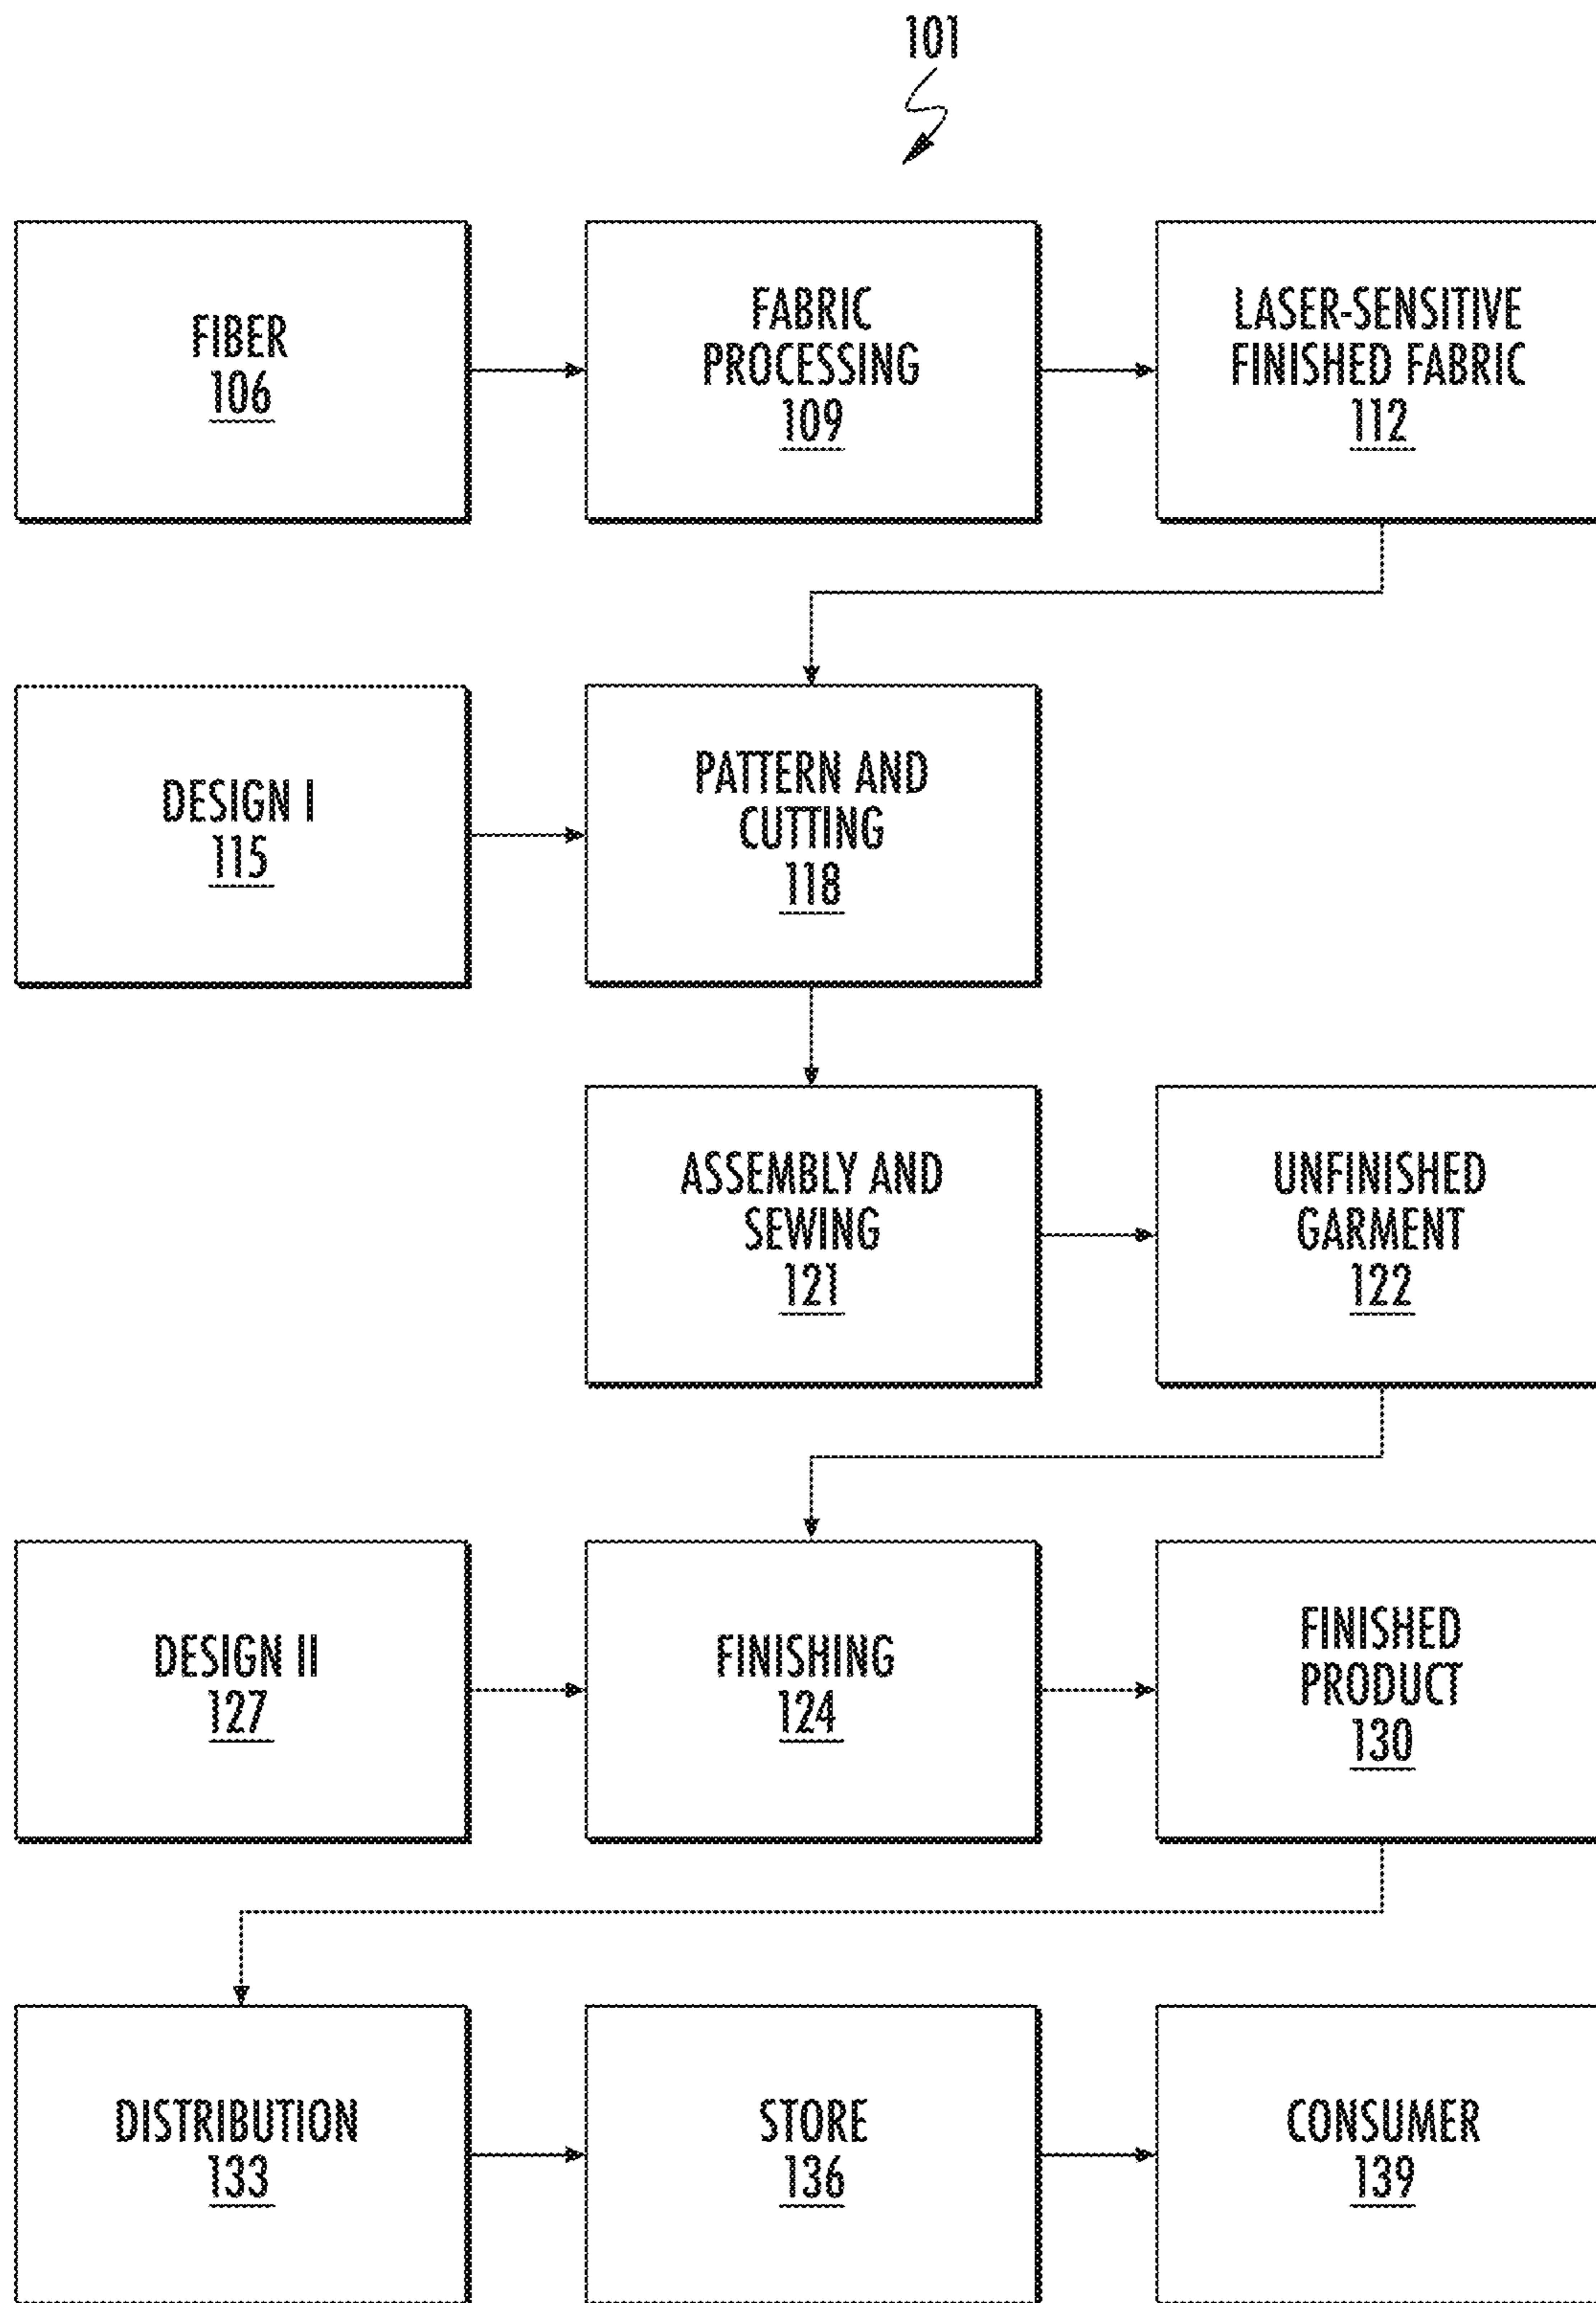 101
FIBER
106
FABRIC
PROCESSING
109
LASER-SENSITIVE
FINISHED FABRIC
112
DESIGN I
115
PATTERN AND
CUTTING
118
ASSEMBLY AND
SEWING
121
UNFINISHED
GARMENT
122
DESIGN II
127
FINISHING
124
FINISHED
PRODUCT
130
DISTRIBUTION
133
STORE
136
CONSUMER
139